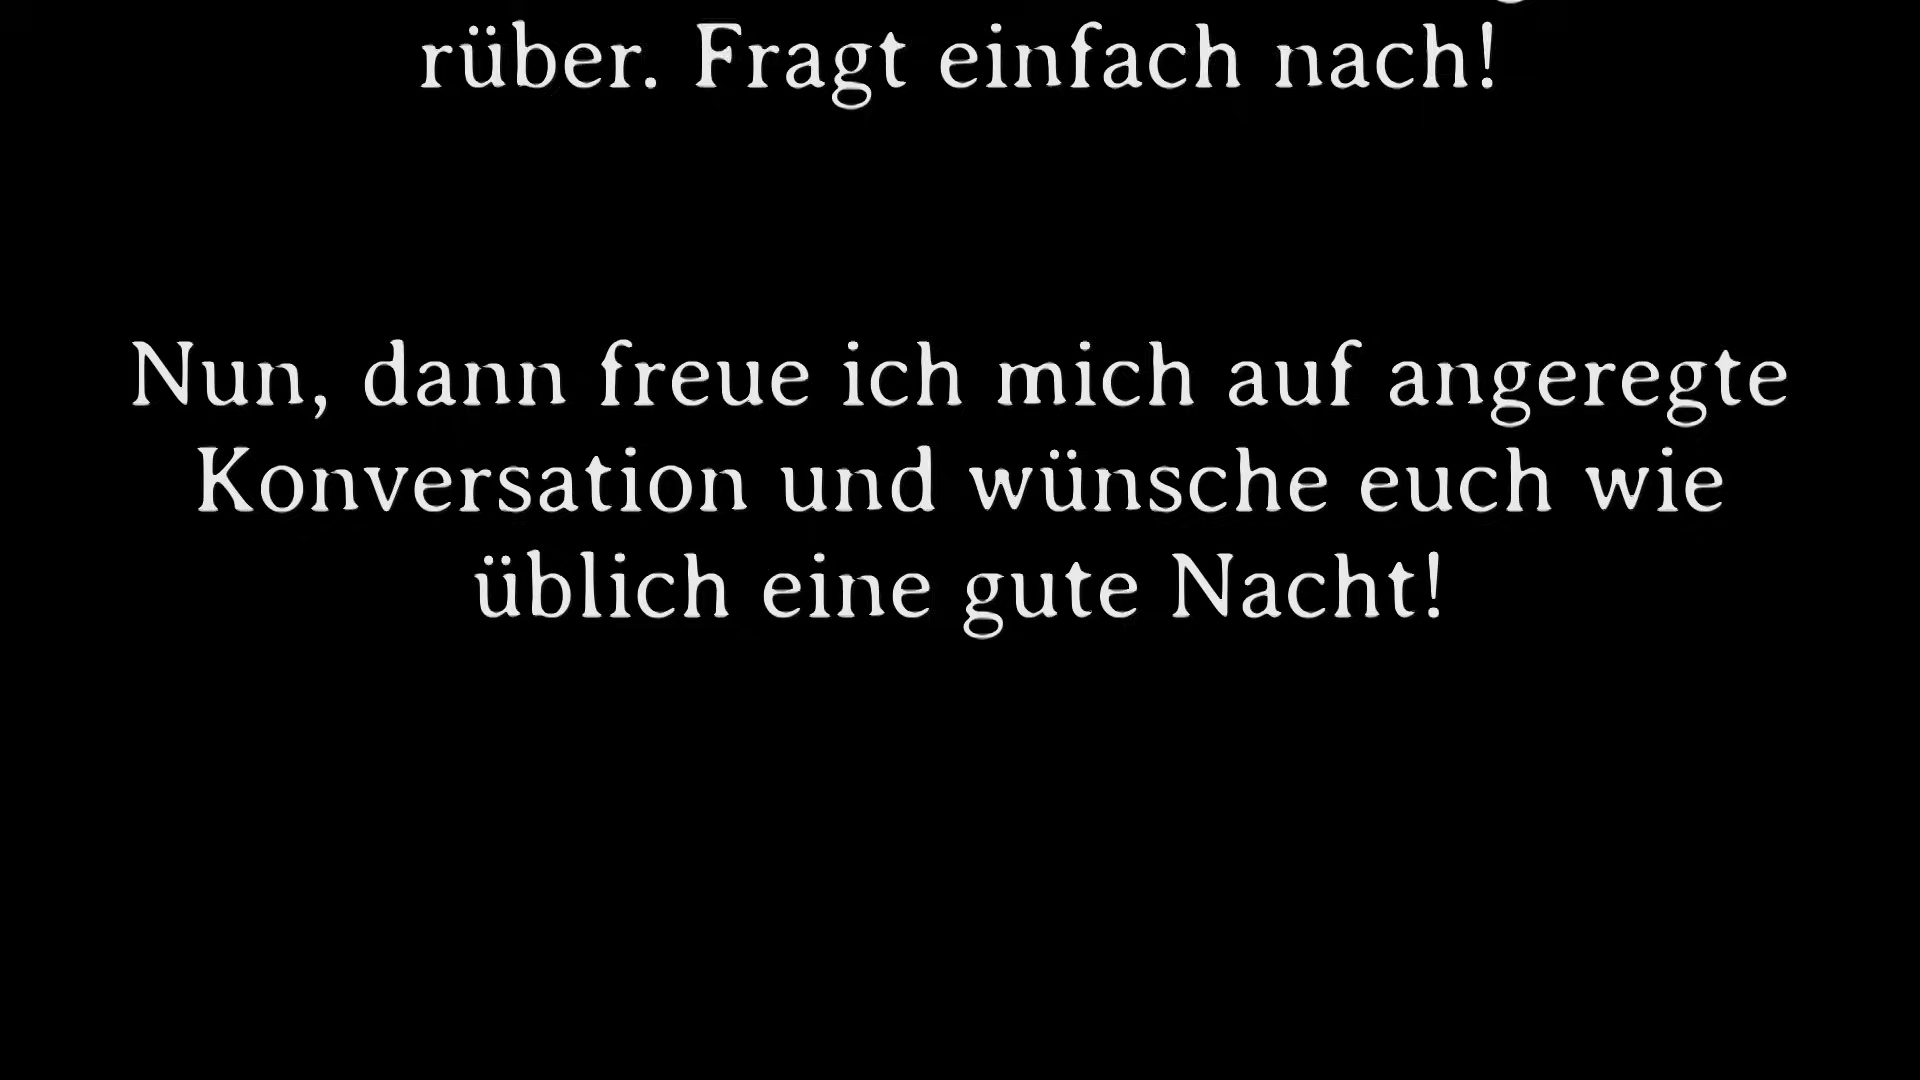 rüber. Fragt einfach nach!
Nun, dann freue ich mich auf angeregte
Konversation und wünsche euch wie
üblich eine gute Nacht!